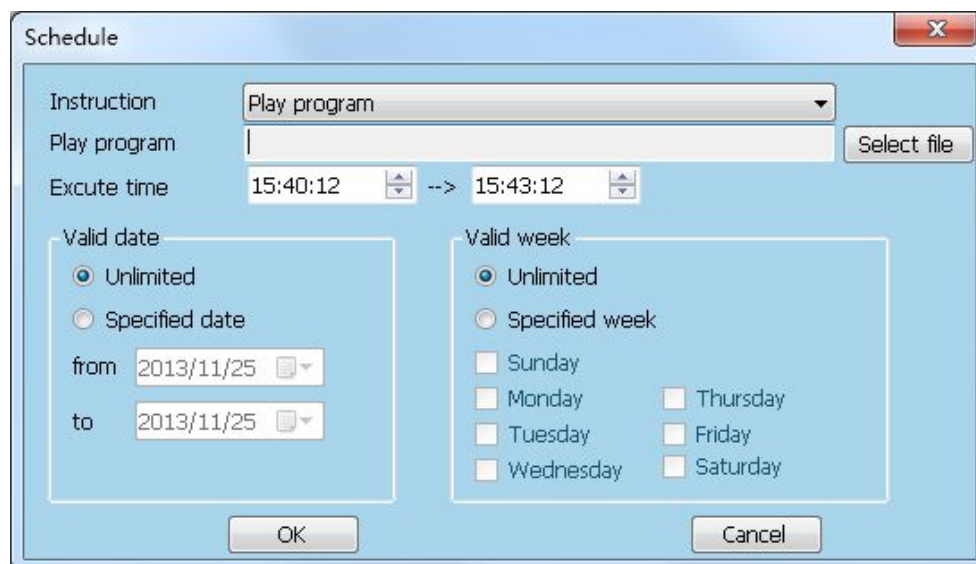 Schedule
Instruction Play program
Play program Select file
Excute time 15:40:12 --> 15:43:12
Valid date Valid week
Unlimited Unlimited
Specified date Specified week
from 2013/11/25 Sunday
Monday Thursday
to 2013/11/25 Tuesday Friday
Wednesday Saturday
OK Cancel